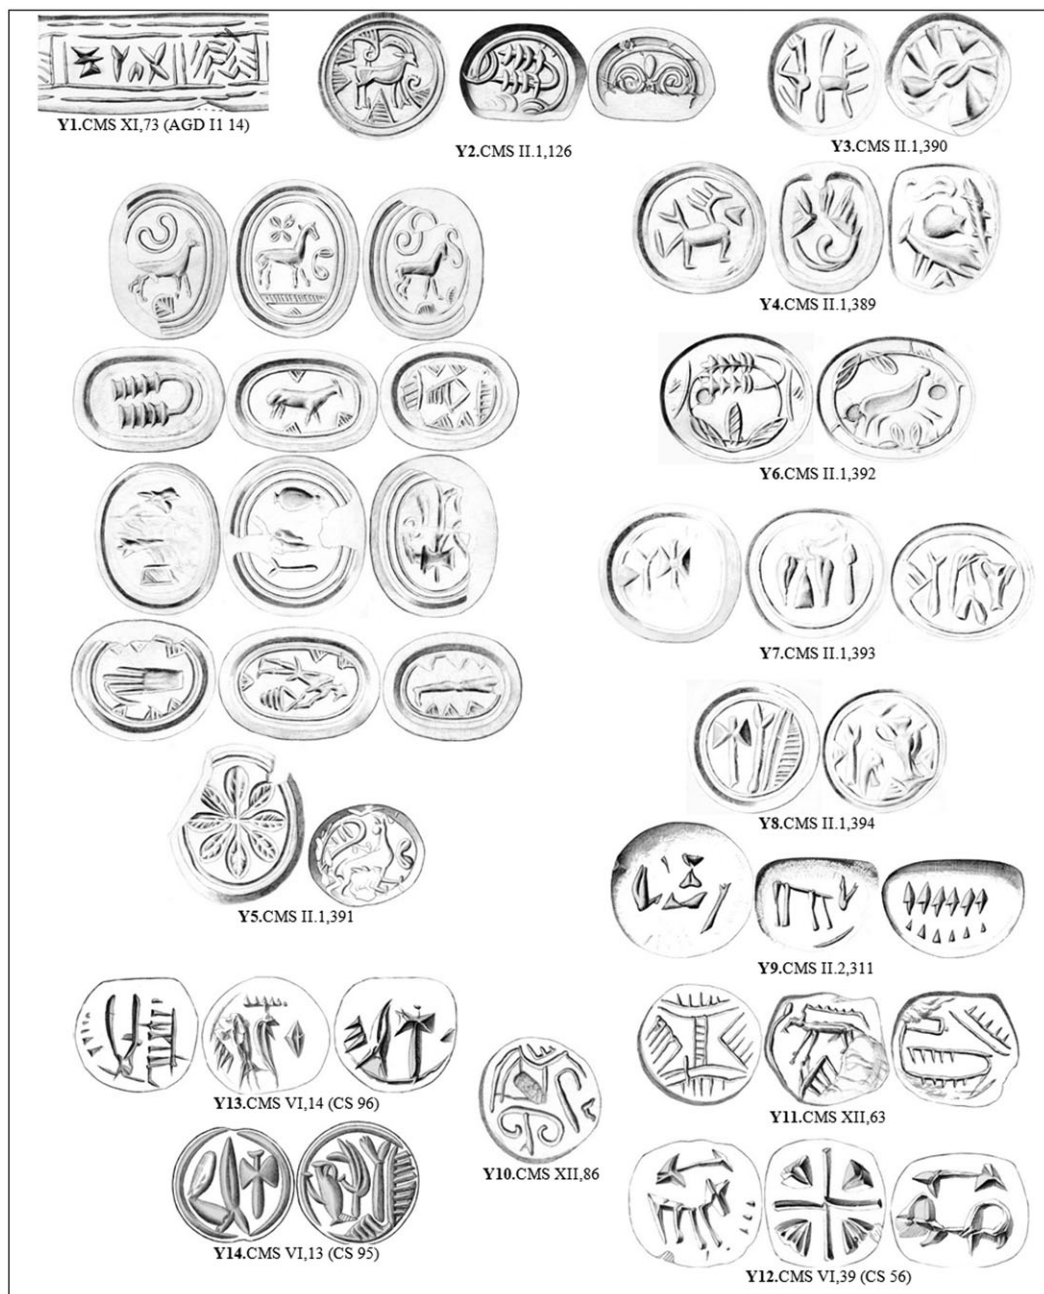 Y1.CMS XI,73 (AGD I1 14)
Y2.CMS II.1,126
Y3.CMS II.1,390
Y4.CMS II.1,389
Y6.CMS II.1,392
Y7.CMS II.1,393
Y8.CMS II.1,394
Y5.CMS II.1,391
Y9.CMS II.2,311
Y13.CMS VI,14 (CS 96)
Y10.CMS XII,86
Y11.CMS XII,63
Y14.CMS VI,13 (CS 95)
Y12.CMS VI,39 (CS 56)